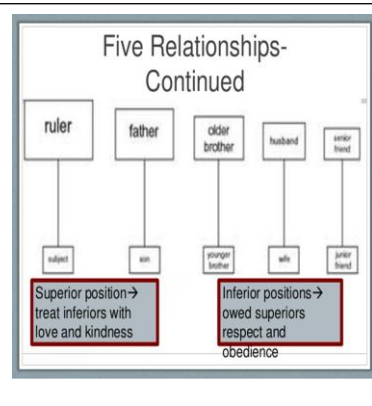 Five Relationships-
Continued
ruler
father
older
brother
husband
senior
friend
subject
son
younger
brother
wife
junior
friend
Superior position→
treat inferiors with
love and kindness
Inferior positions→
owed superiors
respect and
obedience